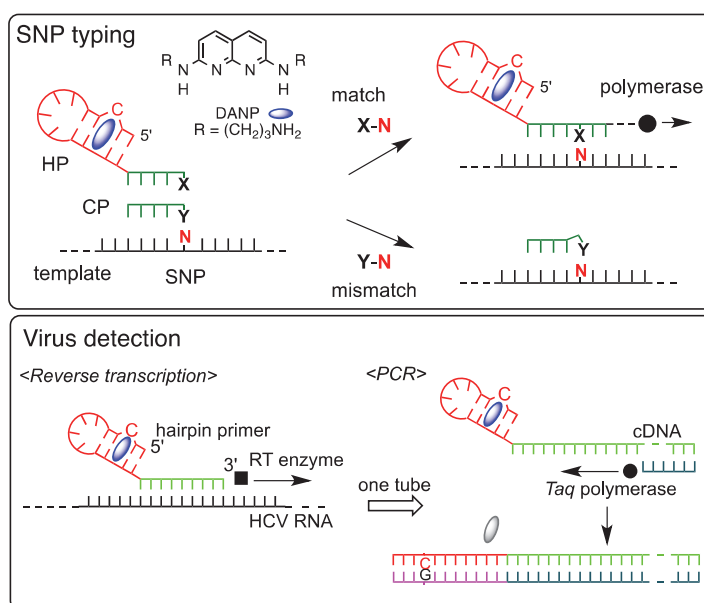 SNP typing
R
N
H
N
N
N
H
R
DANP
R = (CH₂)₃NH₂
C
5'
HP
X
CP
Y
N
template
SNP
match
X-N
Y-N
mismatch
C
5'
polymerase
X
N
Y
N
Virus detection
<Reverse transcription>
C
5'
hairpin primer
3'
RT enzyme
HCV RNA
one tube
<PCR>
C
cDNA
Taq polymerase
C
G